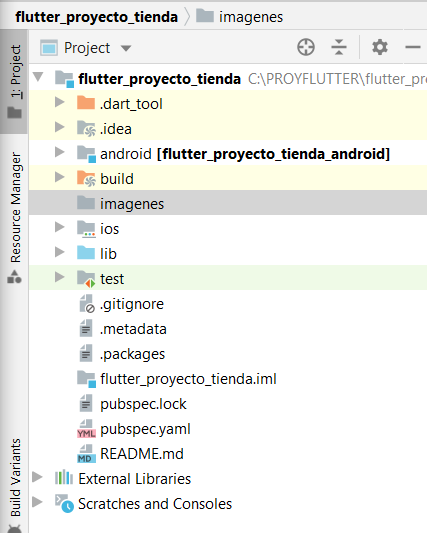 flutter_proyecto_tienda imagenes
Project
1: Project
flutter_proyecto_tienda C:\PROYFLUTTER\flutter_pr
.dart_tool
.idea
android [flutter_proyecto_tienda_android]
Resource Manager
build
imagenes
ios
lib
test
.gitignore
.metadata
.packages
flutter_proyecto_tienda.iml
pubspec.lock
YML pubspec.yaml
MD README.md
Build Variants
External Libraries
Scratches and Consoles